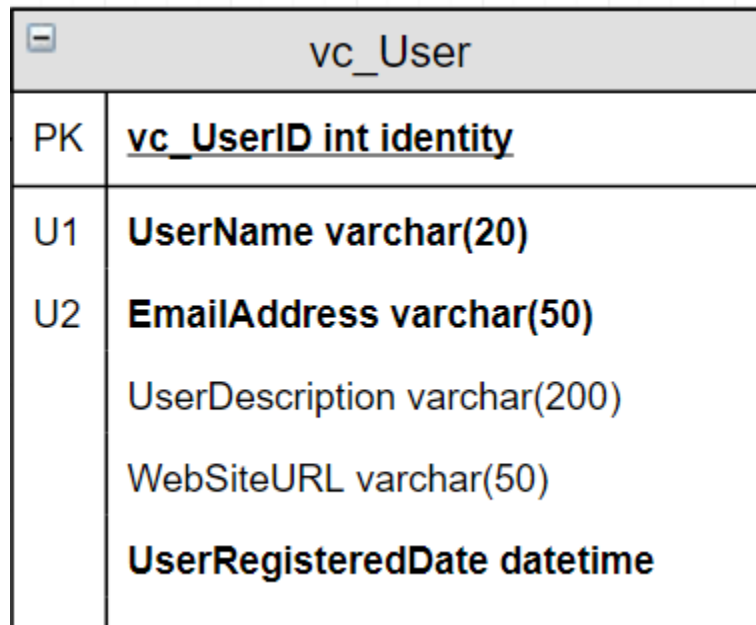 vc_User
PK vc_UserID int identity
U1 UserName varchar(20)
U2 EmailAddress varchar(50)
UserDescription varchar(200)
WebSiteURL varchar(50)
UserRegisteredDate datetime